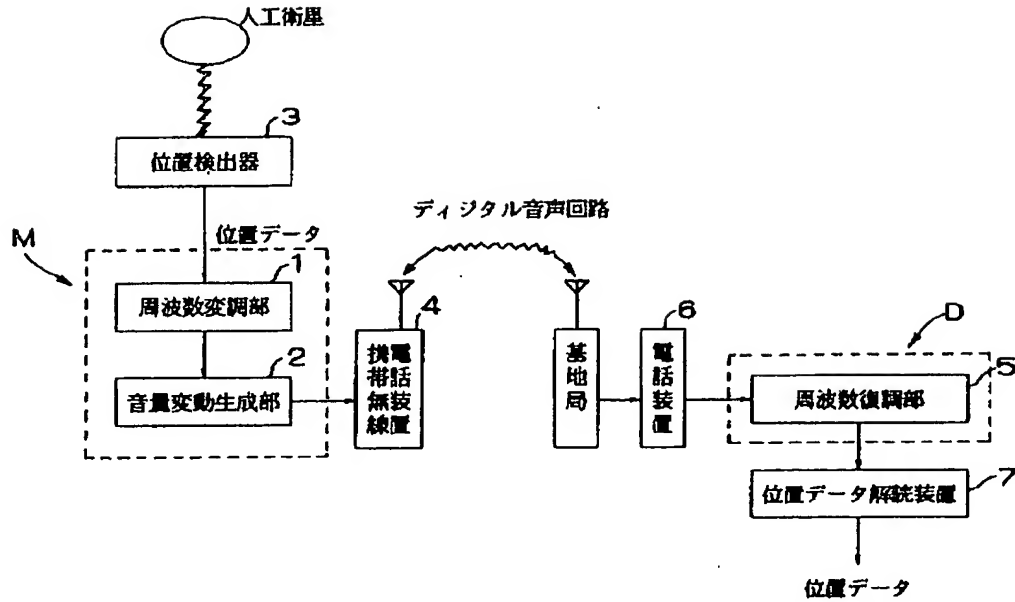 人工衛星
3
位置検出器
位置データ
M
1
周波数変調部
2
音量変動生成部
ディジタル音声回路
4
携帯無線
電話装置
基地局
6
電話装置
D
5
周波数復調部
7
位置データ解読装置
位置データ